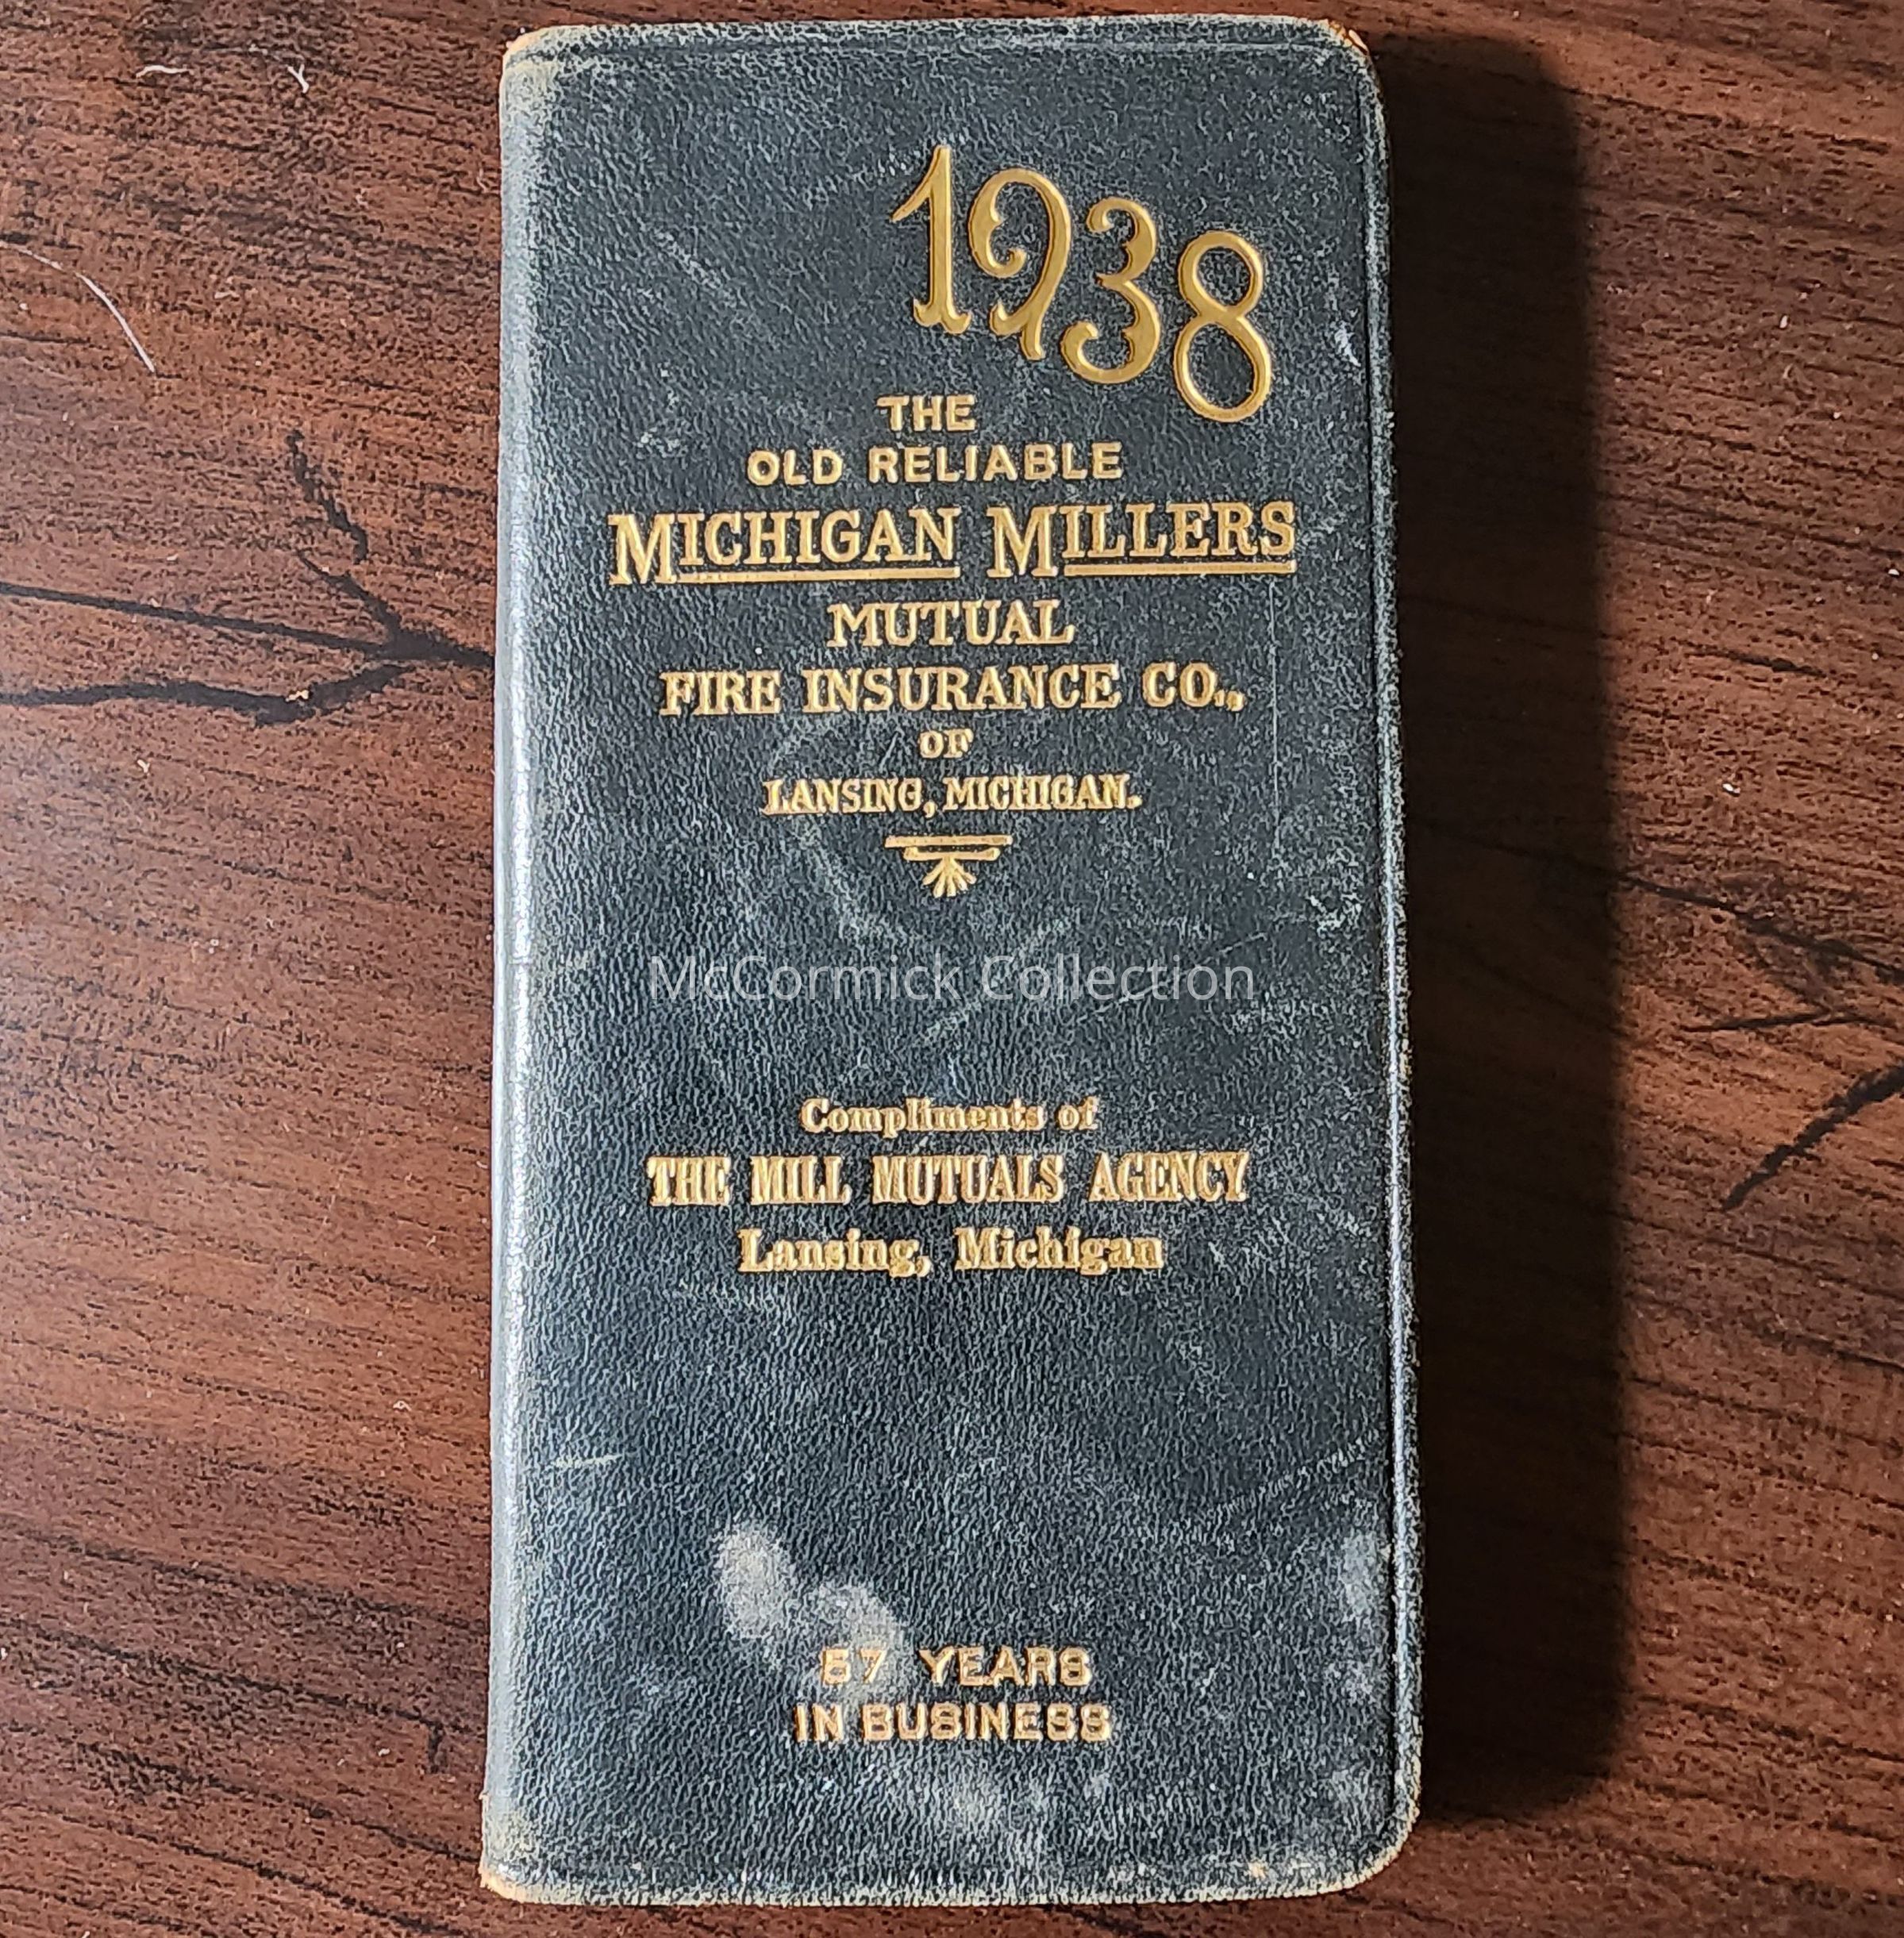 1938
THE
OLD RELIABLE
MICHIGAN MILLERS
MUTUAL
FIRE INSURANCE CO.,
OF
LANSING, MICHIGAN.
McCormick Collection
Compliments of
THE MILL MUTUALS AGENCY
Lansing, Michigan
57 YEARS
IN BUSINESS